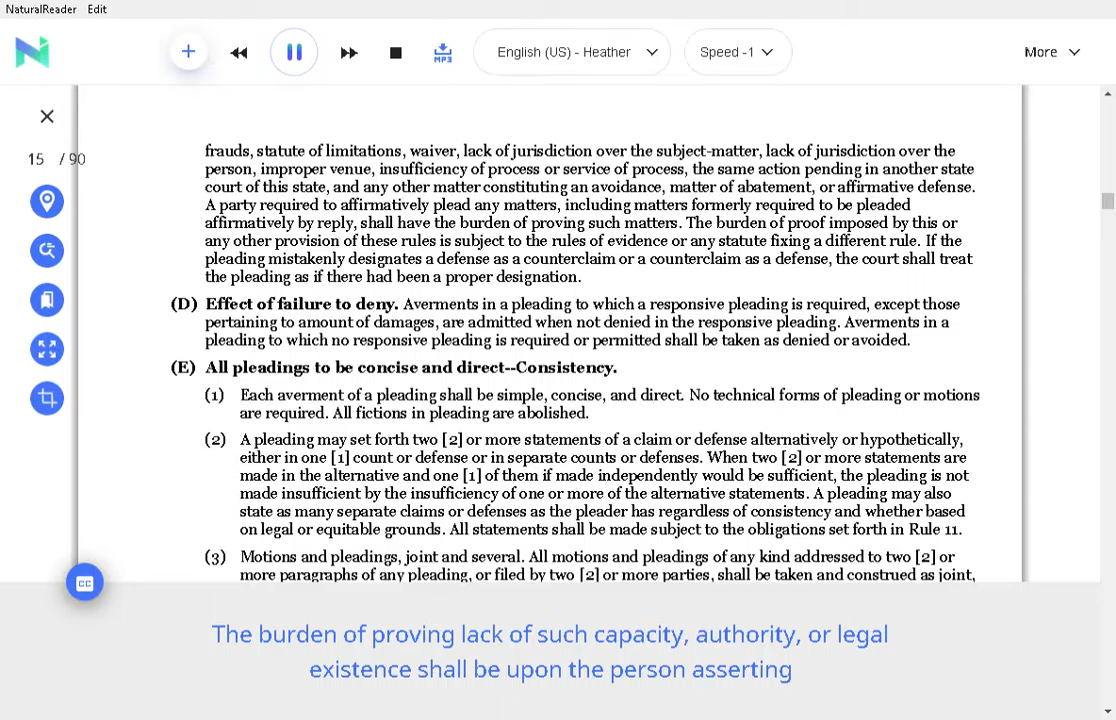 NaturalReader Edit
English (US) - Heather
Speed -1
More
15 / 90
frauds, statute of limitations, waiver, lack of jurisdiction over the subject-matter, lack of jurisdiction over the
person, improper venue, insufficiency of process or service of process, the same action pending in another state
court of this state, and any other matter constituting an avoidance, matter of abatement, or affirmative defense.
A party required to affirmatively plead any matters, including matters formerly required to be pleaded
affirmatively by reply, shall have the burden of proving such matters. The burden of proof imposed by this or
any other provision of these rules is subject to the rules of evidence or any statute fixing a different rule. If the
pleading mistakenly designates a defense as a counterclaim or a counterclaim as a defense, the court shall treat
the pleading as if there had been a proper designation.
(D) Effect of failure to deny. Averments in a pleading to which a responsive pleading is required, except those
pertaining to amount of damages, are admitted when not denied in the responsive pleading. Averments in a
pleading to which no responsive pleading is required or permitted shall be taken as denied or avoided.
(E) All pleadings to be concise and direct--Consistency.
(1) Each averment of a pleading shall be simple, concise, and direct. No technical forms of pleading or motions
are required. All fictions in pleading are abolished.
(2) A pleading may set forth two [2] or more statements of a claim or defense alternatively or hypothetically,
either in one [1] count or defense or in separate counts or defenses. When two [2] or more statements are
made in the alternative and one [1] of them if made independently would be sufficient, the pleading is not
made insufficient by the insufficiency of one or more of the alternative statements. A pleading may also
state as many separate claims or defenses as the pleader has regardless of consistency and whether based
on legal or equitable grounds. All statements shall be made subject to the obligations set forth in Rule 11.
(3) Motions and pleadings, joint and several. All motions and pleadings of any kind addressed to two [2] or
more paragraphs of any pleading, or filed by two [2] or more parties, shall be taken and construed as joint,
The burden of proving lack of such capacity, authority, or legal
existence shall be upon the person asserting
MP3
CC